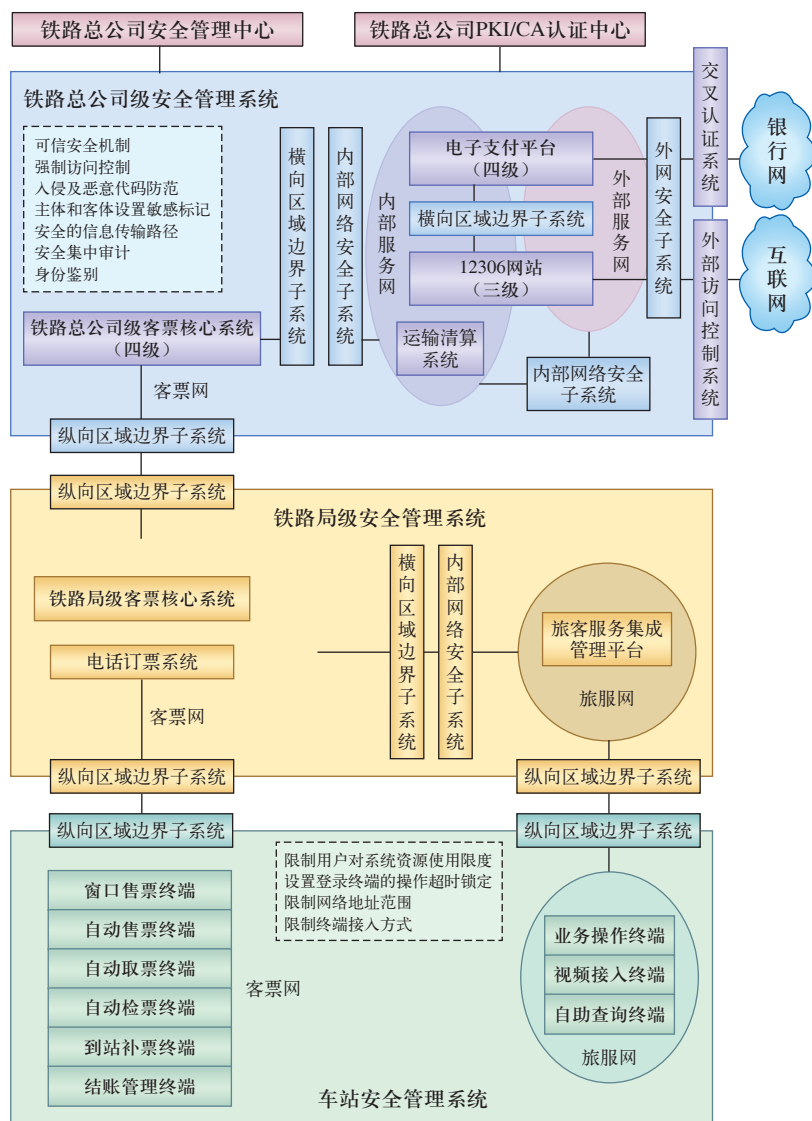 铁路总公司安全管理中心
铁路总公司PKI/CA认证中心
铁路总公司级安全管理系统
可信安全机制
强制访问控制
入侵及恶意代码防范
主体和客体设置敏感标记
安全的信息传输路径
安全集中审计
身份鉴别
横向区域边界子系统
内部网络安全子系统
内部服务网
电子支付平台
（四级）
横向区域边界子系统
12306网站
（三级）
运输清算
系统
外部服务网
外网安全子系统
交叉认证系统
外部访问控制系统
银行网
互联网
铁路总公司级客票核心系统
（四级）
内部网络安全
子系统
客票网
纵向区域边界子系统
纵向区域边界子系统
铁路局级安全管理系统
铁路局级客票核心系统
电话订票系统
客票网
横向区域边界子系统
内部网络安全子系统
旅客服务集成
管理平台
旅服网
纵向区域边界子系统
纵向区域边界子系统
纵向区域边界子系统
纵向区域边界子系统
限制用户对系统资源使用限度
设置登录终端的操作超时锁定
限制网络地址范围
限制终端接入方式
窗口售票终端
自动售票终端
自动取票终端
自动检票终端
到站补票终端
结账管理终端
客票网
业务操作终端
视频接入终端
自助查询终端
旅服网
车站安全管理系统